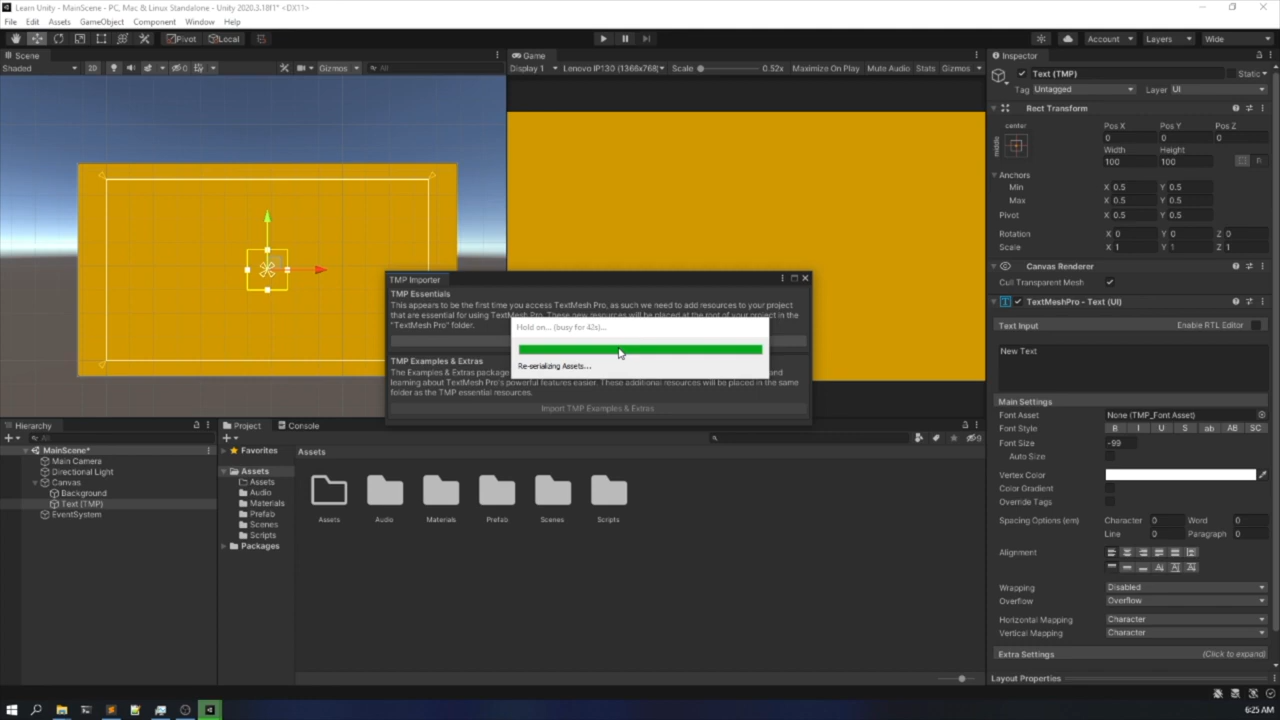 Learn Unity - MainScene - PC, Mac & Linux Standalone - Unity 2020.3.18f1* <DX11>
File Edit Assets GameObject Component Window Help
Pivot Local Account Layers Wide
Scene
Shaded 2D Gizmos All
Game
Display 1 Lenovo IP130 (1366x768) Scale 0.52x Maximize On Play Mute Audio Stats Gizmos
TMP Importer
TMP Essentials
This appears to be the first time you access TextMesh Pro, as such we need to add resources to your project
that are essential for using TextMesh Pro. These new resources will be placed at the root of your project in the
"TextMesh Pro" folder.
Hold on... (busy for 42s)...
Re-serializing Assets...
TMP Examples & Extras
The Examples & Extras package and
learning about TextMesh Pro's powerful features easier. These additional resources will be placed in the same
folder as the TMP essential resources.
Import TMP Examples & Extras
Hierarchy
All
MainScene*
Main Camera
Directional Light
Canvas
Background
Text (TMP)
EventSystem
Project Console
Favorites
Assets
Assets
Audio
Materials
Prefab
Scenes
Scripts
Packages
Assets
Assets Audio Materials Prefab Scenes Scripts
Inspector
Text (TMP) Static
Tag Untagged Layer UI
Rect Transform
center Pos X Pos Y Pos Z
middle 0 0 0
Width Height
100 100 R
Anchors
Min X 0.5 Y 0.5
Max X 0.5 Y 0.5
Pivot X 0.5 Y 0.5
Rotation X 0 Y 0 Z 0
Scale X 1 Y 1 Z 1
Canvas Renderer
Cull Transparent Mesh
TextMeshPro - Text (UI)
Text Input Enable RTL Editor
New Text
Main Settings
Font Asset None (TMP_Font Asset)
Font Style B I U S ab AB SC
Font Size -99
Auto Size
Vertex Color
Color Gradient
Override Tags
Spacing Options (em) Character 0 Word 0
Line 0 Paragraph 0
Alignment
Wrapping Disabled
Overflow Overflow
Horizontal Mapping Character
Vertical Mapping Character
Extra Settings (Click to expand)
Layout Properties
6:25 AM